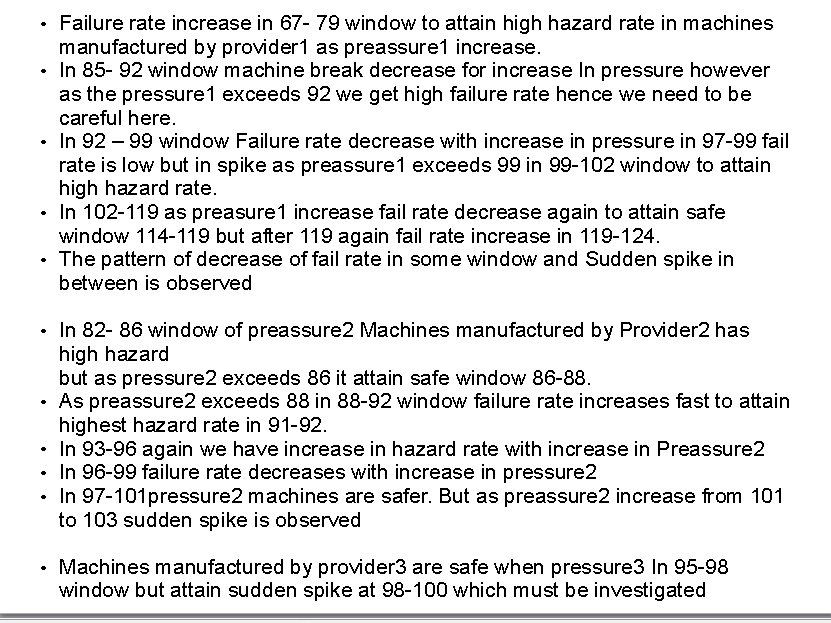 • Failure rate increase in 67- 79 window to attain high hazard rate in machines
manufactured by provider1 as preassure1 increase.
• In 85- 92 window machine break decrease for increase In pressure however
as the pressure1 exceeds 92 we get high failure rate hence we need to be
careful here.
• In 92 – 99 window Failure rate decrease with increase in pressure in 97-99 fail
rate is low but in spike as preassure1 exceeds 99 in 99-102 window to attain
high hazard rate.
• In 102-119 as preasure1 increase fail rate decrease again to attain safe
window 114-119 but after 119 again fail rate increase in 119-124.
• The pattern of decrease of fail rate in some window and Sudden spike in
between is observed
• In 82- 86 window of preassure2 Machines manufactured by Provider2 has
high hazard
but as pressure2 exceeds 86 it attain safe window 86-88.
• As preassure2 exceeds 88 in 88-92 window failure rate increases fast to attain
highest hazard rate in 91-92.
• In 93-96 again we have increase in hazard rate with increase in Preassure2
• In 96-99 failure rate decreases with increase in pressure2
• In 97-101pressure2 machines are safer. But as preassure2 increase from 101
to 103 sudden spike is observed
• Machines manufactured by provider3 are safe when pressure3 In 95-98
window but attain sudden spike at 98-100 which must be investigated